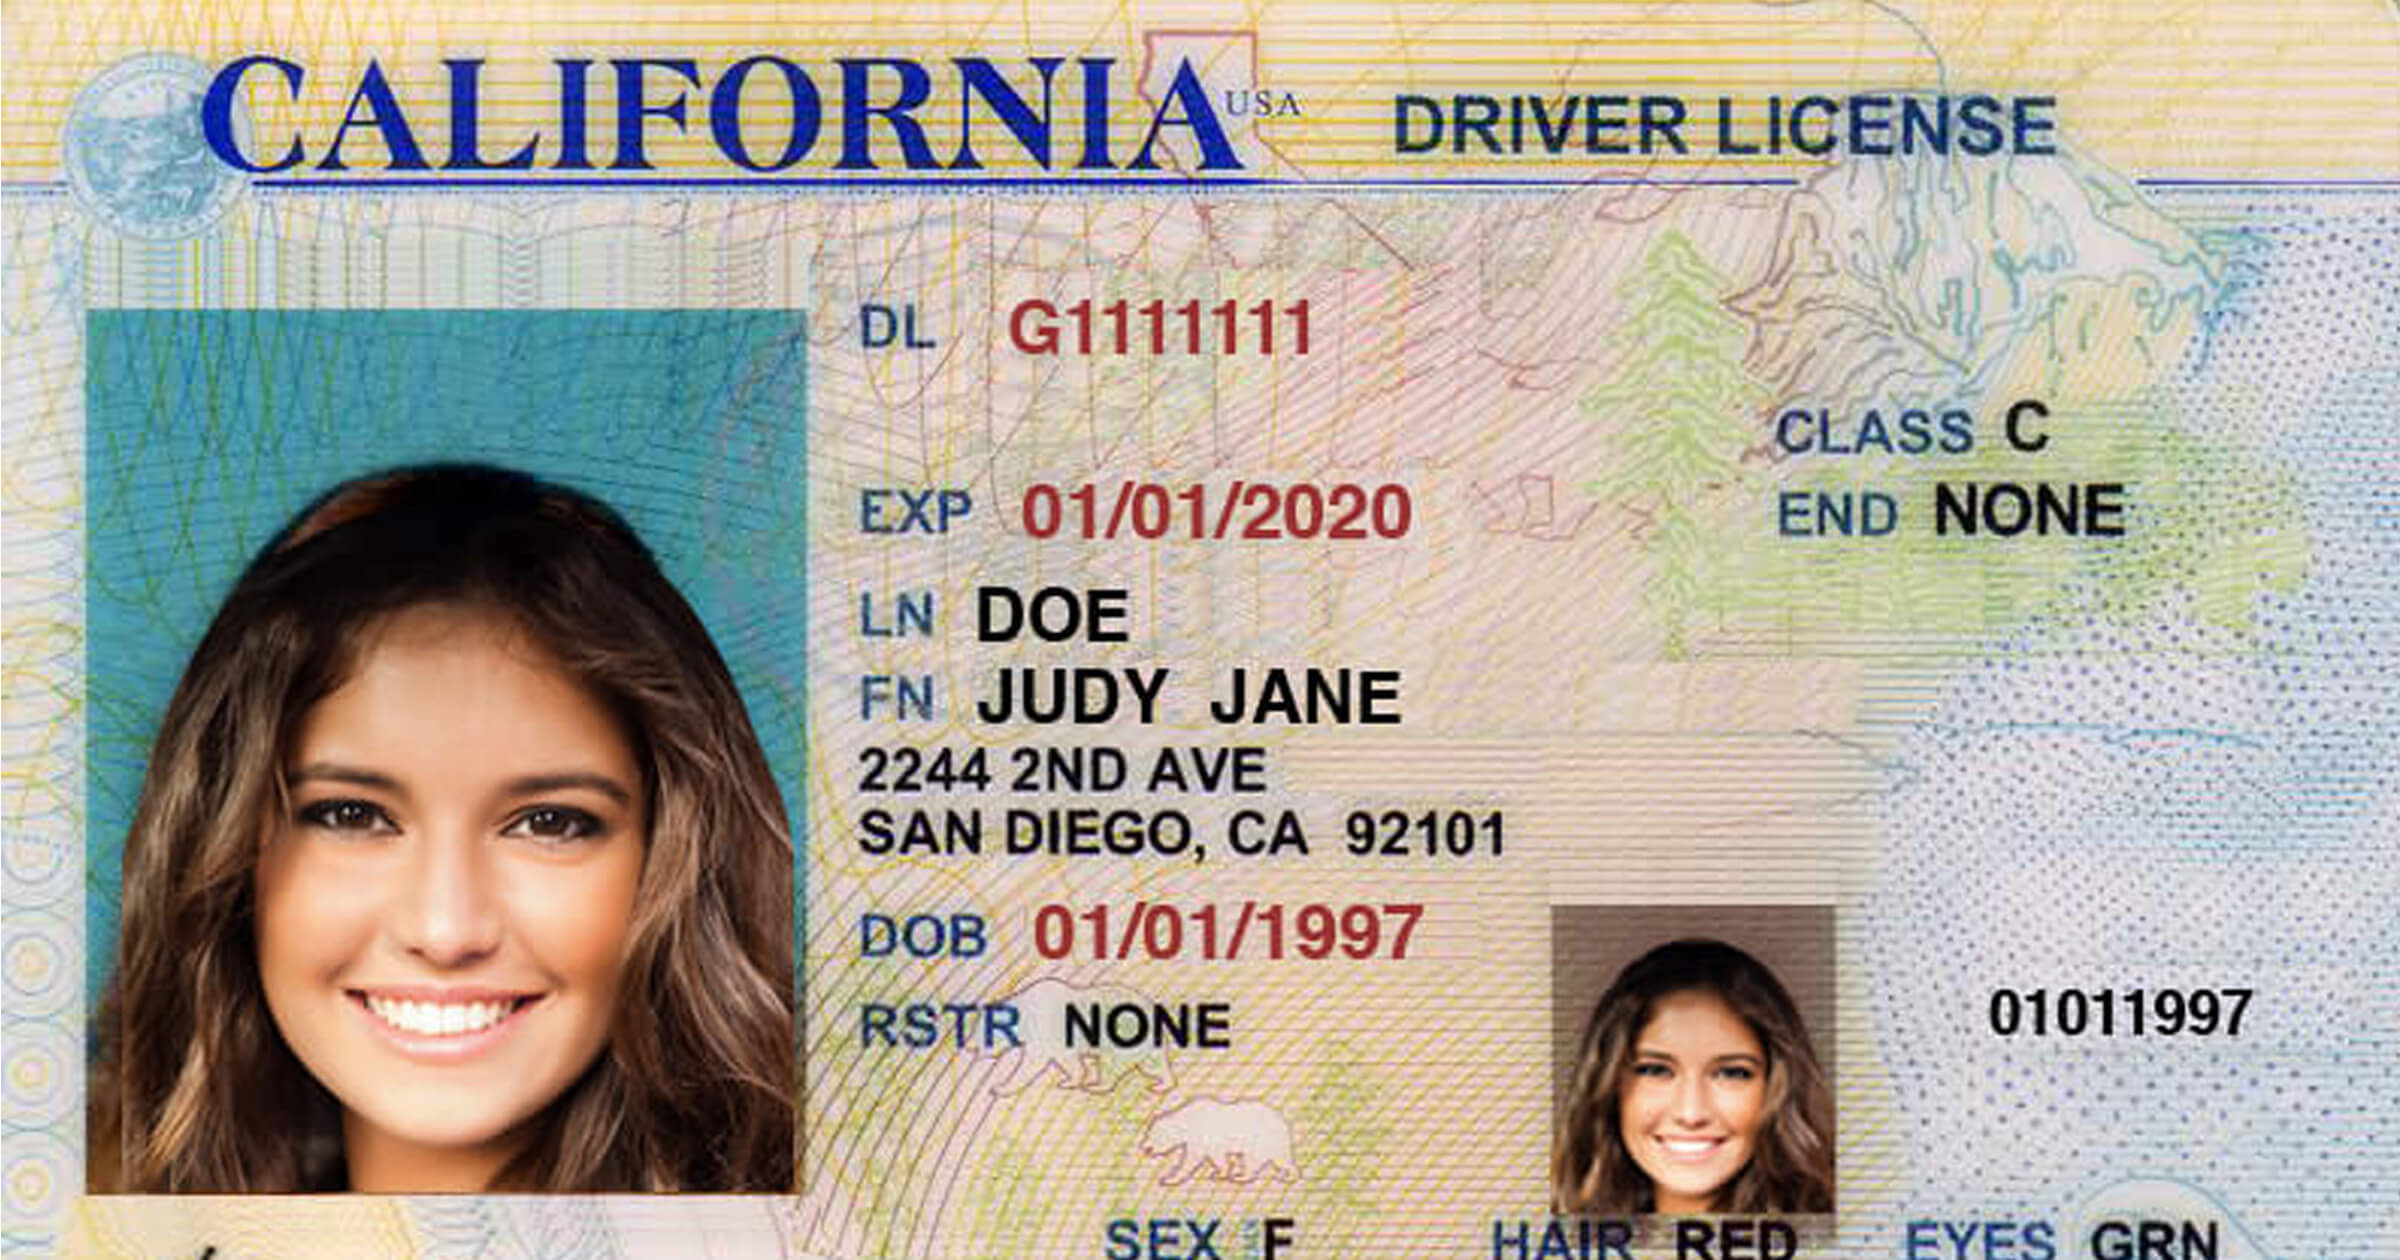 CALIFORNIA USA DRIVER LICENSE
DL G1111111
CLASS C
EXP 01/01/2020
END NONE
LN DOE
FN JUDY JANE
2244 2ND AVE
SAN DIEGO, CA 92101
DOB 01/01/1997
RSTR NONE
01011997
SEX F HAIR RED EYES GRN